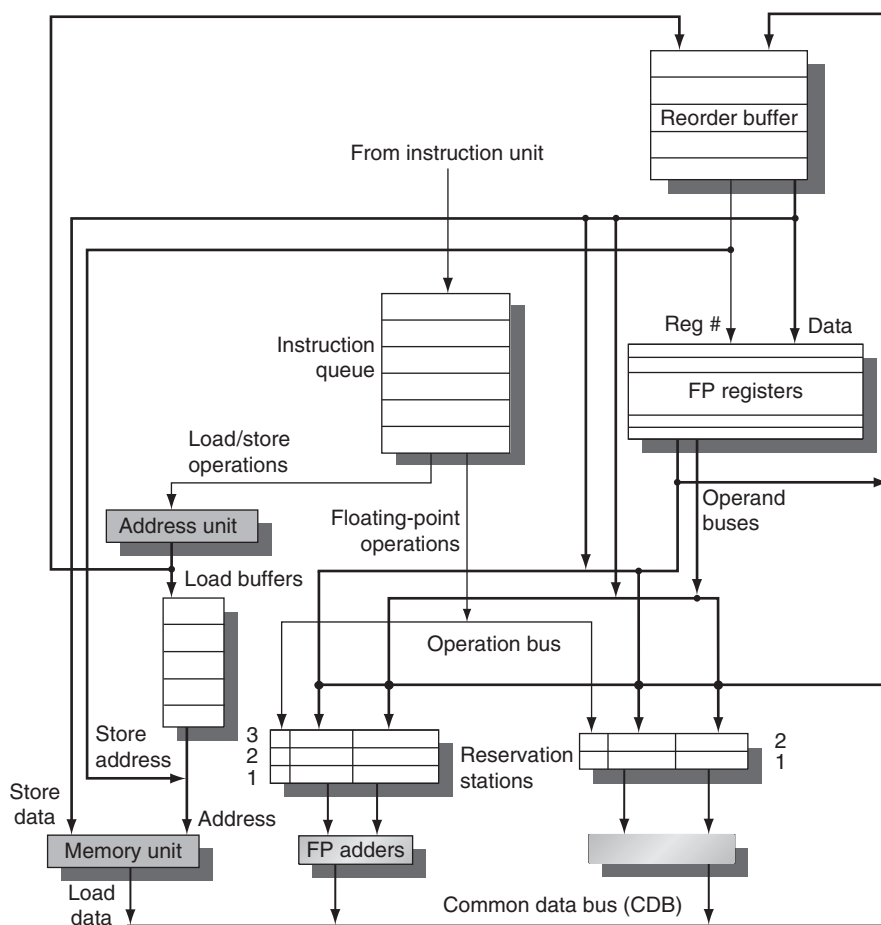 Reorder buffer
From instruction unit
Reg #
Data
Instruction
queue
FP registers
Load/store
operations
Operand
buses
Address unit
Floating-point
operations
Load buffers
Operation bus
Store
address
3
2
1
Reservation
stations
2
1
Store
data
Address
Memory unit
FP adders
Load
data
Common data bus (CDB)